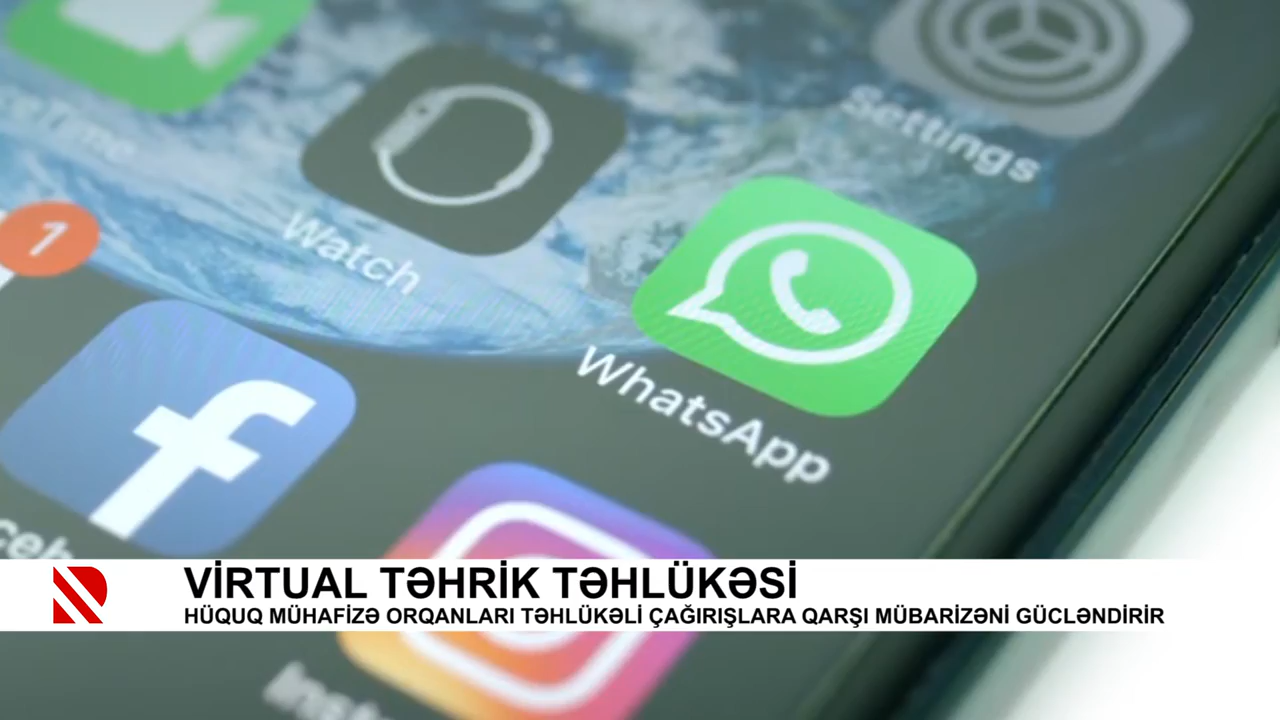 Settings
Watch
1
WhatsApp
VİRTUAL TƏHRİK TƏHLÜKƏSİ
HÜQUQ MÜHAFİZƏ ORQANLARI TƏHLÜKƏLİ ÇAĞIRIŞLARA QARŞI MÜBARİZƏNİ GÜCLƏNDİRİR